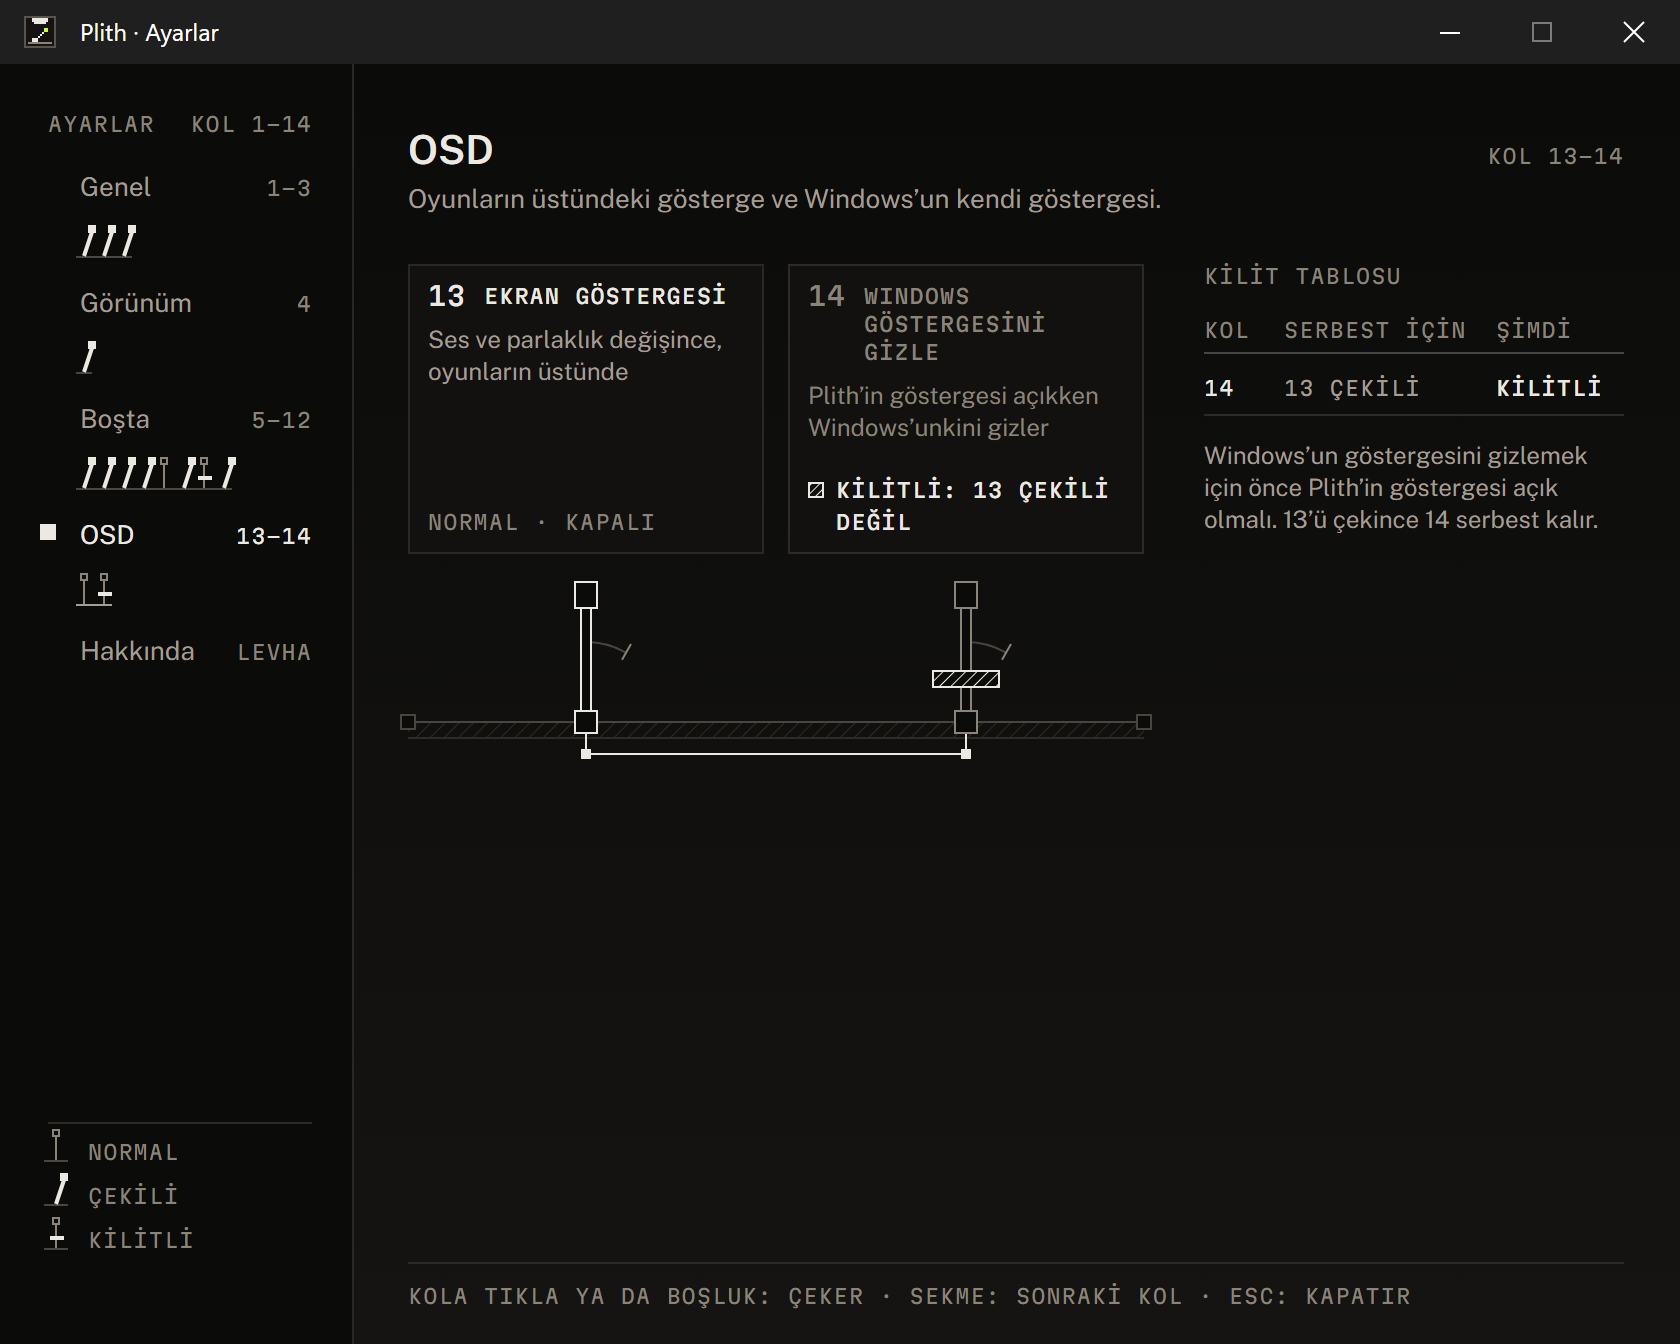 Plith · Ayarlar
AYARLAR KOL 1–14
Genel 1–3
Görünüm 4
Boşta 5–12
OSD 13–14
Hakkında LEVHA
NORMAL
ÇEKİLİ
KİLİTLİ
OSD
KOL 13–14
Oyunların üstündeki gösterge ve Windows’un kendi göstergesi.
13 EKRAN GÖSTERGESİ
Ses ve parlaklık değişince,
oyunların üstünde
NORMAL · KAPALI
14 WINDOWS
GÖSTERGESİNİ
GİZLE
Plith’in göstergesi açıkken
Windows’unkini gizler
KİLİTLİ: 13 ÇEKİLİ
DEĞİL
KİLİT TABLOSU
KOL SERBEST İÇİN ŞİMDİ
14 13 ÇEKİLİ KİLİTLİ
Windows’un göstergesini gizlemek
için önce Plith’in göstergesi açık
olmalı. 13’ü çekince 14 serbest kalır.
KOLA TIKLA YA DA BOŞLUK: ÇEKER · SEKME: SONRAKİ KOL · ESC: KAPATIR